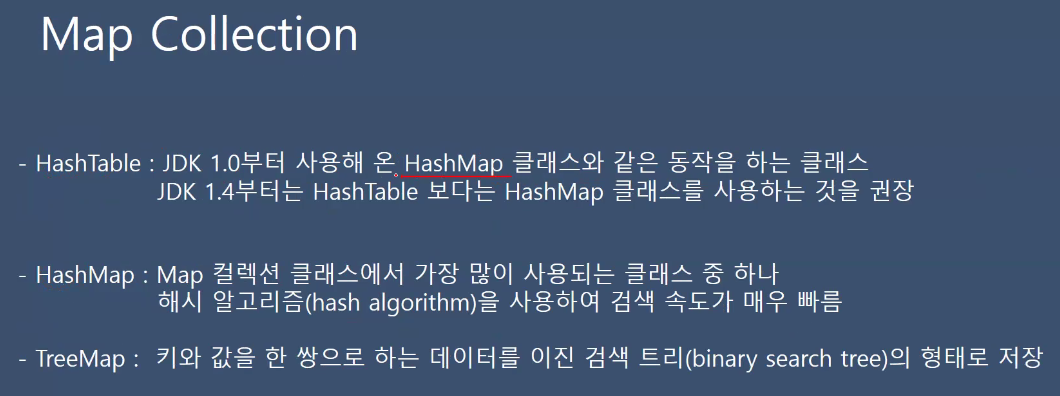 Map Collection
- HashTable : JDK 1.0부터 사용해 온 HashMap 클래스와 같은 동작을 하는 클래스
JDK 1.4부터는 HashTable 보다는 HashMap 클래스를 사용하는 것을 권장
- HashMap : Map 컬렉션 클래스에서 가장 많이 사용되는 클래스 중 하나
해시 알고리즘(hash algorithm)을 사용하여 검색 속도가 매우 빠름
- TreeMap : 키와 값을 한 쌍으로 하는 데이터를 이진 검색 트리(binary search tree)의 형태로 저장